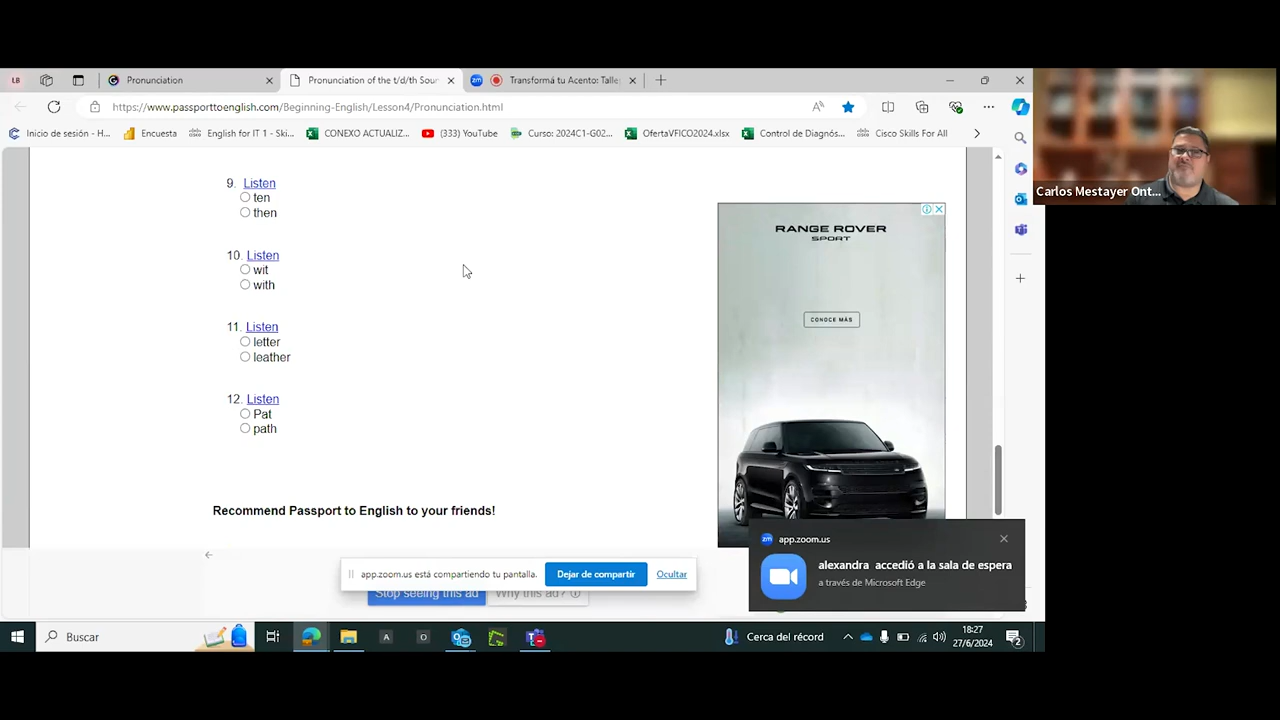 LB
Pronunciation
Pronunciation of the t/d/th Soun
zm
Transformá tu Acento: Talle
https://www.passporttoenglish.com/Beginning-English/Lesson4/Pronunciation.html
Inicio de sesión - H...
Encuesta
English for IT 1 - Ski...
CONEXO ACTUALIZ...
(333) YouTube
Curso: 2024C1-G02...
OfertaVFICO2024.xlsx
Control de Diagnós...
Cisco Skills For All
Carlos Mestayer Ont...
9. Listen
ten
then
10. Listen
wit
with
11. Listen
letter
leather
12. Listen
Pat
path
RANGE ROVER
SPORT
CONOCE MÁS
Recommend Passport to English to your friends!
app.zoom.us está compartiendo tu pantalla.
Dejar de compartir
Ocultar
Stop seeing this ad
Why this ad?
zm
app.zoom.us
alexandra accedió a la sala de espera
a través de Microsoft Edge
Buscar
A
O
Cerca del récord
18:27
27/6/2024
2